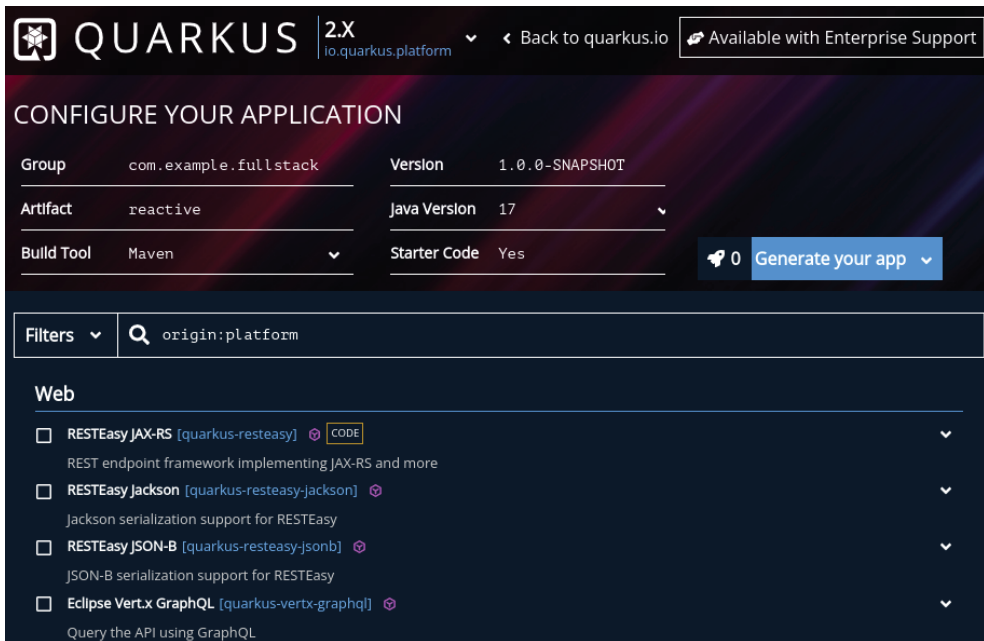 QUARKUS 2.X io.quarkus.platform Back to quarkus.io Available with Enterprise Support
CONFIGURE YOUR APPLICATION
Group com.example.fullstack Version 1.0.0-SNAPSHOT
Artifact reactive Java Version 17
Build Tool Maven Starter Code Yes
0 Generate your app
Filters origin:platform
Web
RESTEasy JAX-RS [quarkus-resteasy] CODE
REST endpoint framework implementing JAX-RS and more
RESTEasy Jackson [quarkus-resteasy-jackson]
Jackson serialization support for RESTEasy
RESTEasy JSON-B [quarkus-resteasy-jsonb]
JSON-B serialization support for RESTEasy
Eclipse Vert.x GraphQL [quarkus-vertx-graphql]
Query the API using GraphQL